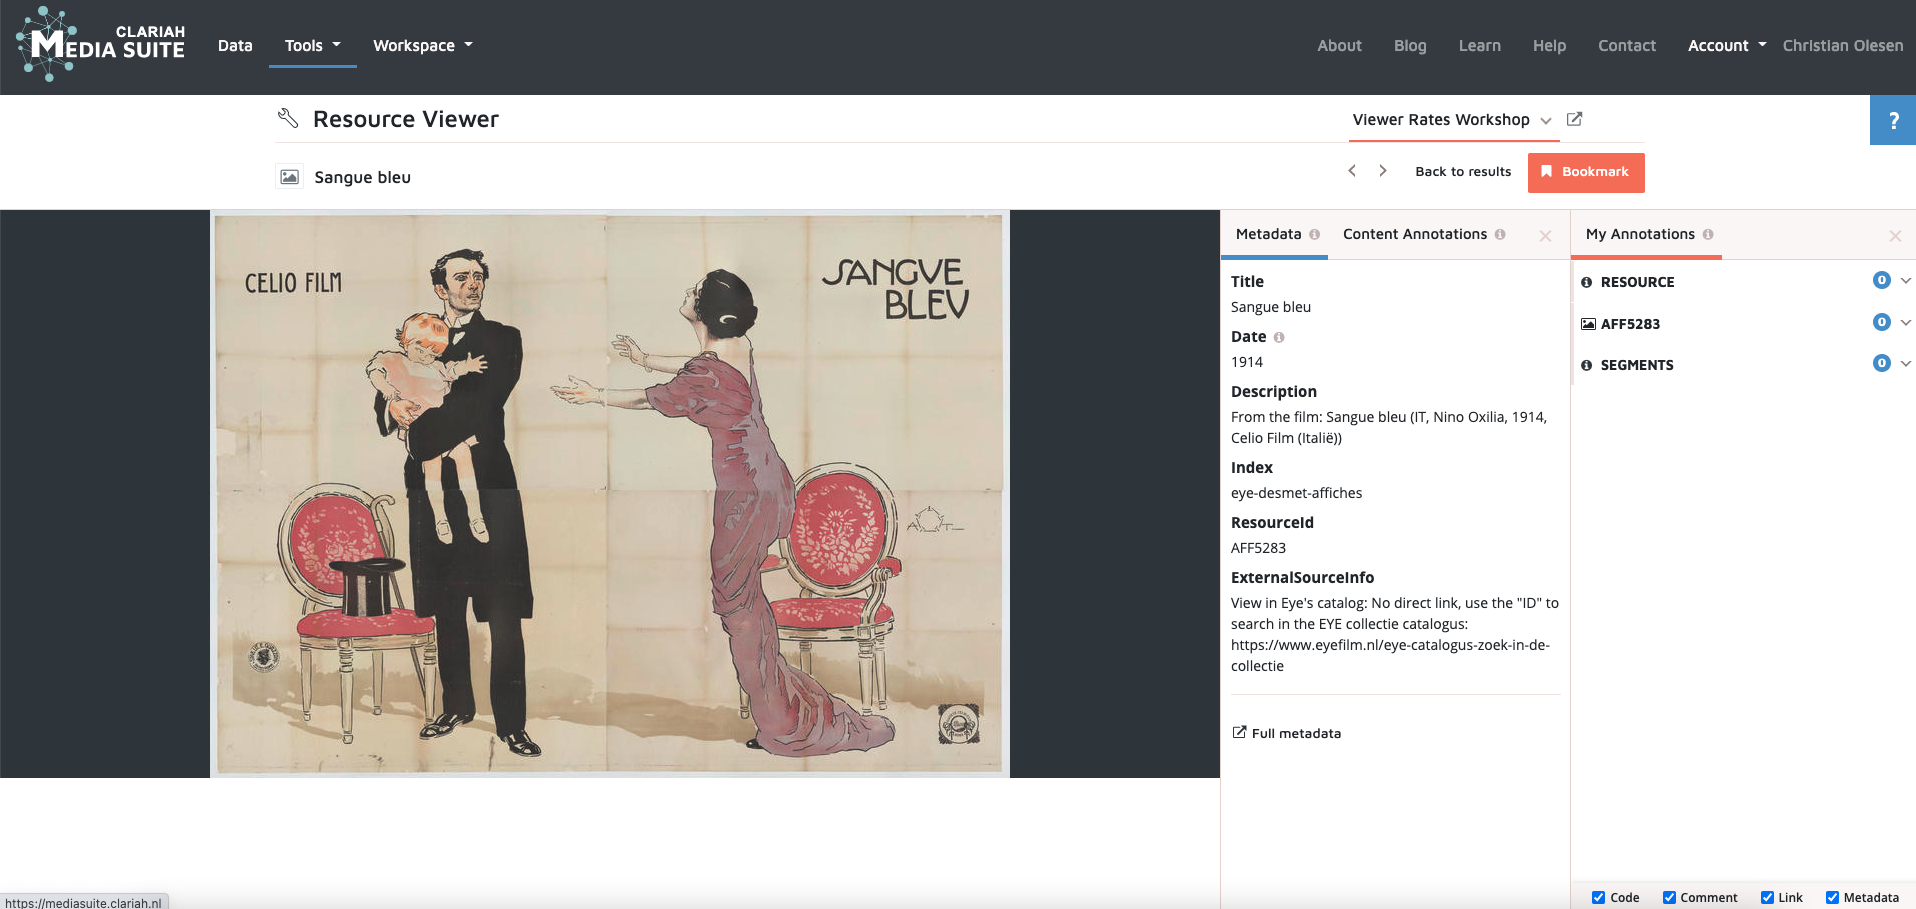 CLARIAH
MEDIA SUITE
Data
Tools
Workspace
About
Blog
Learn
Help
Contact
Account
Christian Olesen
Resource Viewer
Viewer Rates Workshop
?
Sangue bleu
Back to results
Bookmark
CELIO FILM
SANGVE
BLEV
Metadata
Content Annotations
My Annotations
Title
Sangue bleu
Date
1914
Description
From the film: Sangue bleu (IT, Nino Oxilia, 1914,
Celio Film (Italië))
Index
eye-desmet-affiches
ResourceId
AFF5283
ExternalSourceInfo
View in Eye's catalog: No direct link, use the "ID" to
search in the EYE collectie catalogus:
https://www.eyefilm.nl/eye-catalogus-zoek-in-de-
collectie
Full metadata
RESOURCE
0
AFF5283
0
SEGMENTS
0
Code
Comment
Link
Metadata
https://mediasuite.clariah.nl